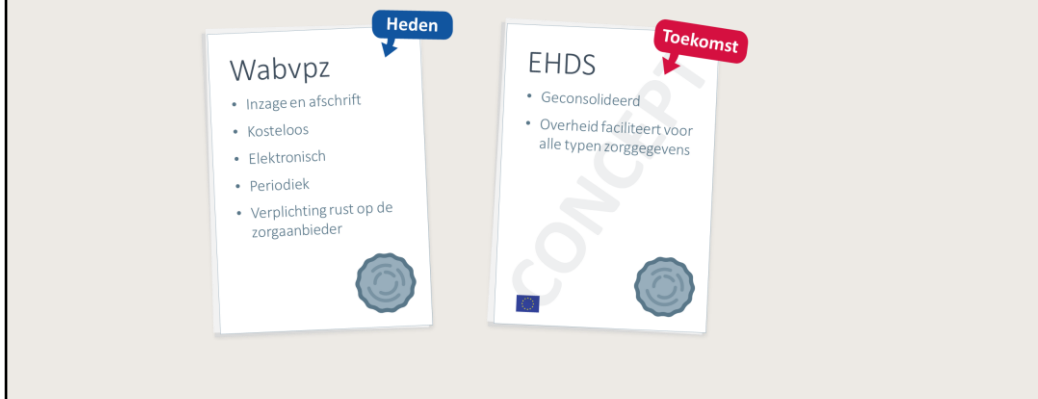 Heden
Wabvpz
• Inzage en afschrift
• Kosteloos
• Elektronisch
• Periodiek
• Verplichting rust op de
zorgaanbieder
Toekomst
EHDS
• Geconsolideerd
• Overheid faciliteert voor
alle typen zorggegevens
CONCEPT